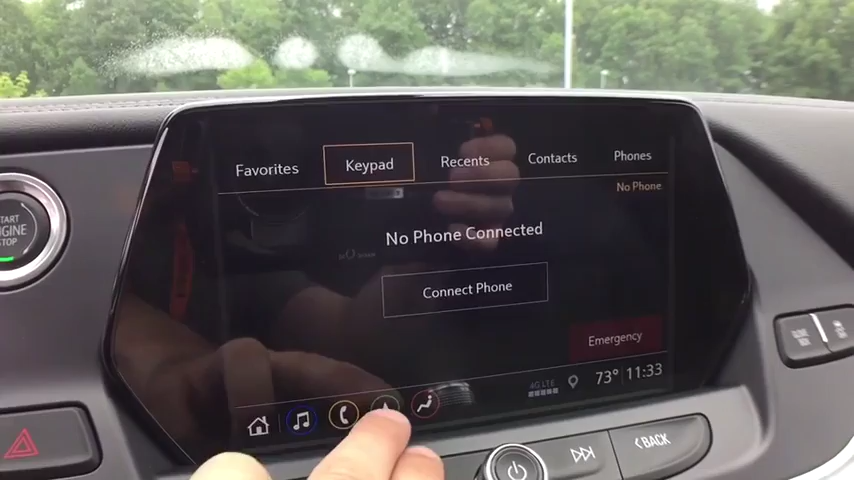 Favorites
Keypad
Recents
Contacts
Phones
No Phone
START
ENGINE
STOP
No Phone Connected
Connect Phone
Emergency
4G LTE
73°
11:33
BACK